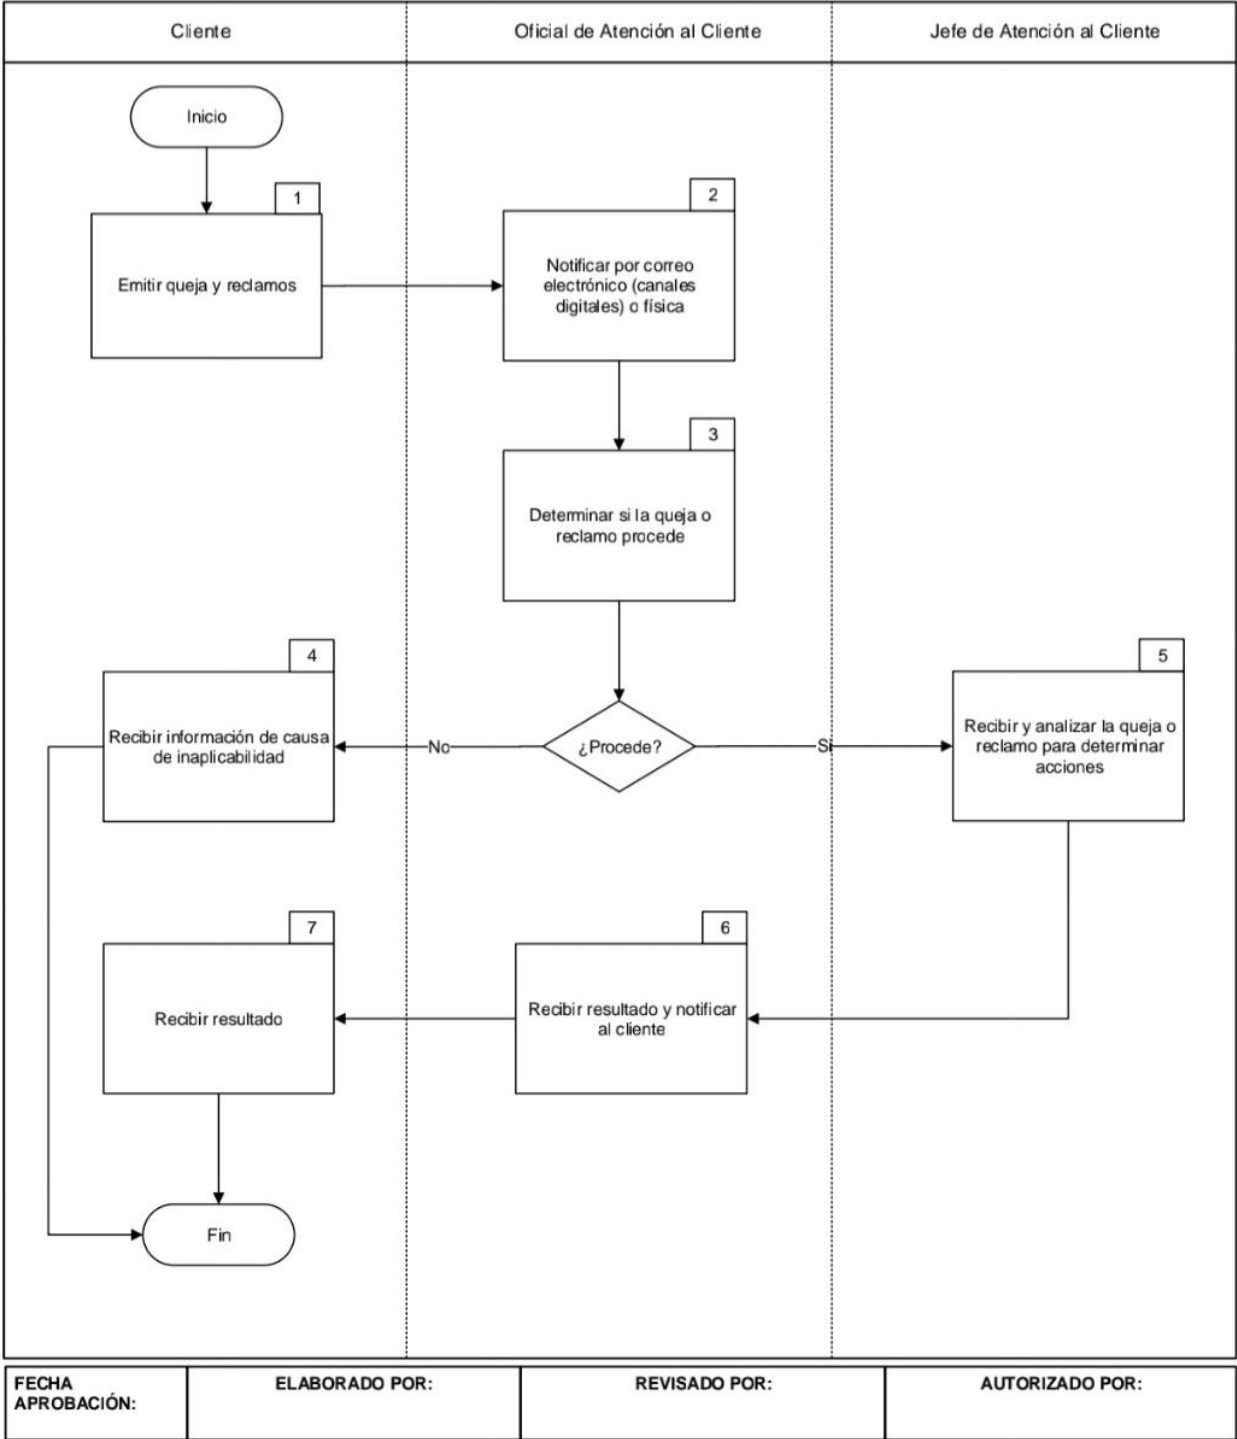 Cliente
Oficial de Atención al Cliente
Jefe de Atención al Cliente
Inicio
1
Emitir queja y reclamos
2
Notificar por correo
electrónico (canales
digitales) o física
3
Determinar si la queja o
reclamo procede
¿Procede?
No
Si
4
Recibir información de causa
de inaplicabilidad
5
Recibir y analizar la queja o
reclamo para determinar
acciones
6
Recibir resultado y notificar
al cliente
7
Recibir resultado
Fin
FECHA
APROBACIÓN:
ELABORADO POR:
REVISADO POR:
AUTORIZADO POR: